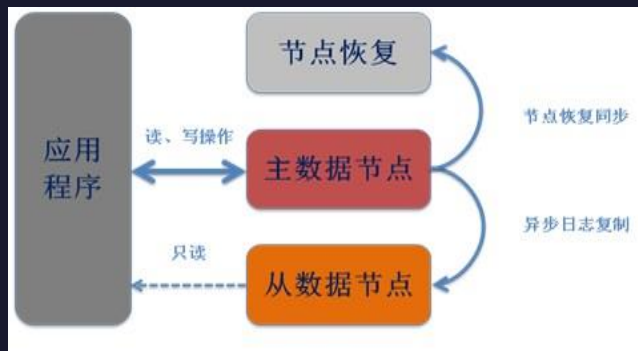 节点恢复
节点恢复同步
读、写操作
应用
程序
主数据节点
异步日志复制
只读
从数据节点